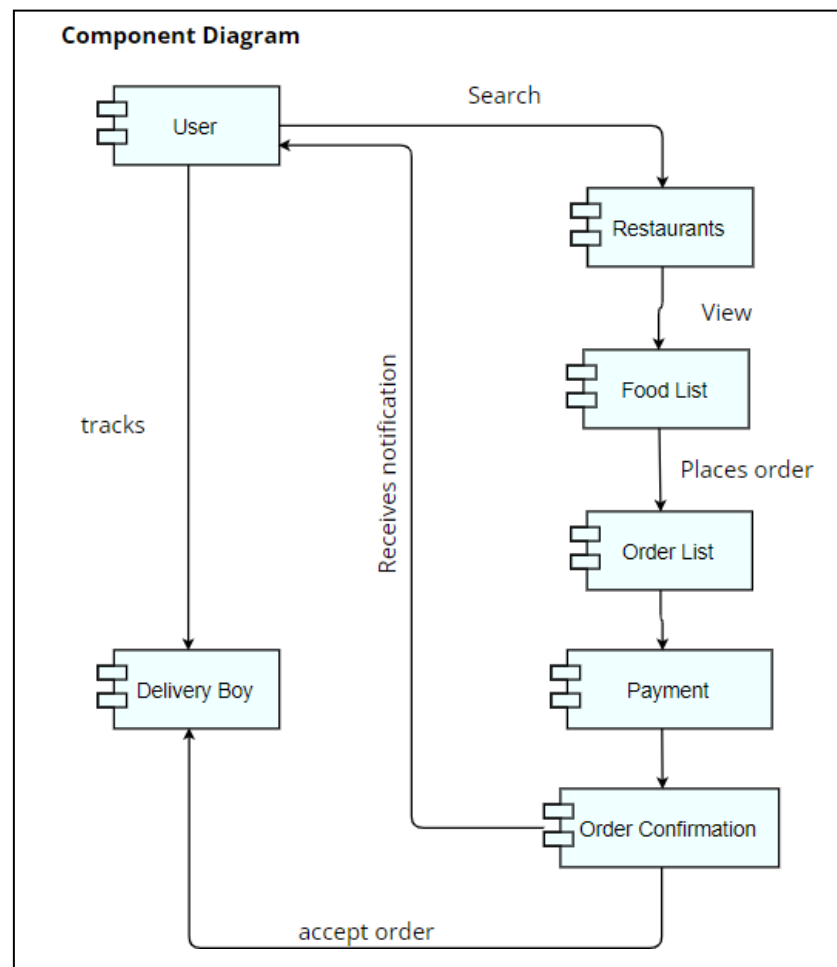 Component Diagram
Search
User
Restaurants
View
Food List
Receives notification
tracks
Places order
Order List
Delivery Boy
Payment
Order Confirmation
accept order